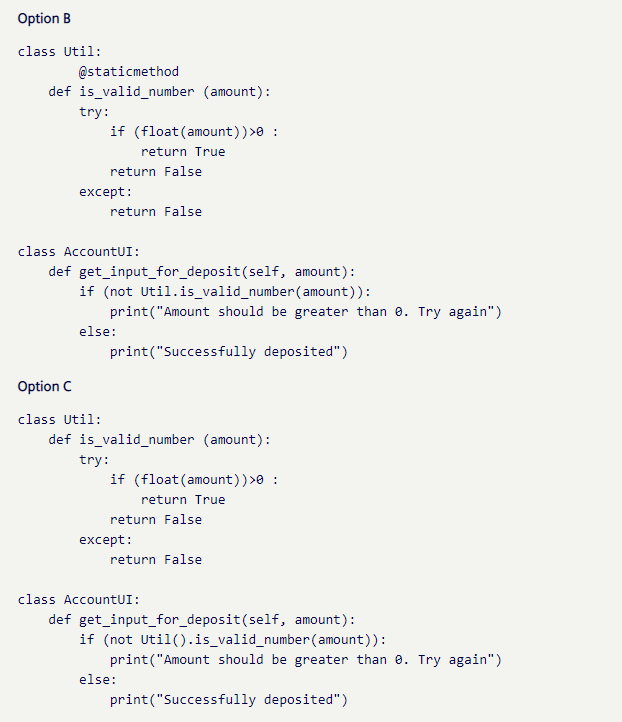 Option B
class Util:
        @staticmethod
    def is_valid_number (amount):
        try:
            if (float(amount))>0 :
                return True
            return False
        except:
            return False
class AccountUI:
    def get_input_for_deposit(self, amount):
        if (not Util.is_valid_number(amount)):
            print("Amount should be greater than 0. Try again")
        else:
            print("Successfully deposited")
Option C
class Util:
    def is_valid_number (amount):
        try:
            if (float(amount))>0 :
                return True
            return False
        except:
            return False
class AccountUI:
    def get_input_for_deposit(self, amount):
        if (not Util().is_valid_number(amount)):
            print("Amount should be greater than 0. Try again")
        else:
            print("Successfully deposited")